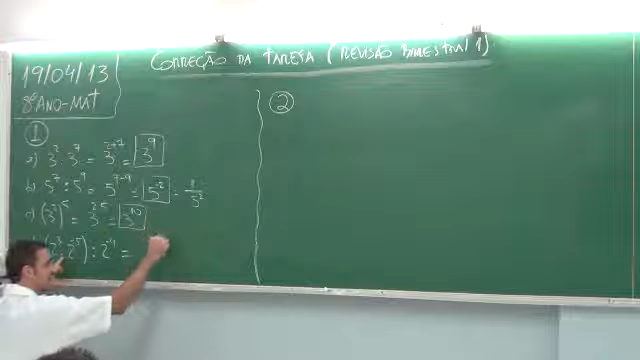 CORREÇÃO DA TAREFA (REVISÃO BIMESTRAL 1)
19/04/13
8º ANO-MAT
1
a) 3² · 3⁷ = 3²⁺⁷ = 3⁹
b) 5⁷ : 5⁹ = 5⁷⁻⁹ = 5⁻² = 1/5²
c) (3²)⁵ = 3²·⁵ = 3¹⁰
2